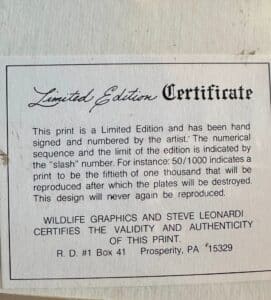 Limited Edition Certificate
This print is a Limited Edition and has been hand
signed and numbered by the artist. The numerical
sequence and the limit of the edition is indicated by
the "slash" number. For instance: 50/1000 indicates a
print to be the fiftieth of one thousand that will be
reproduced after which the plates will be destroyed.
This design will never again be reproduced.
WILDLIFE GRAPHICS AND STEVE LEONARDI
CERTIFIES THE VALIDITY AND AUTHENTICITY
OF THIS PRINT.
R. D. #1 Box 41 Prosperity, PA 15329